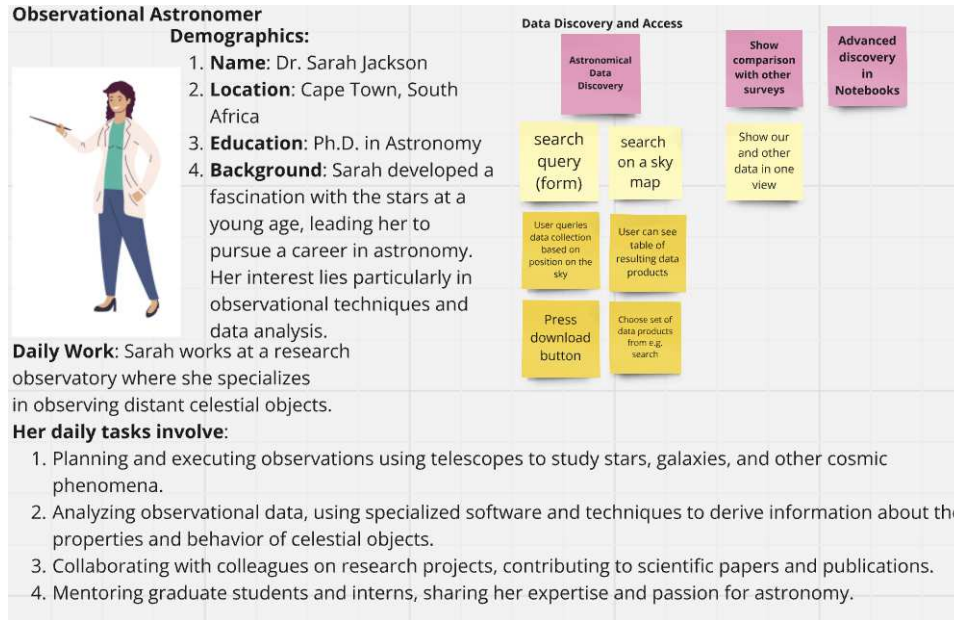 Observational Astronomer
Demographics:
1. Name: Dr. Sarah Jackson
2. Location: Cape Town, South
Africa
3. Education: Ph.D. in Astronomy
4. Background: Sarah developed a
fascination with the stars at a
young age, leading her to
pursue a career in astronomy.
Her interest lies particularly in
observational techniques and
data analysis.
Daily Work: Sarah works at a research
observatory where she specializes
in observing distant celestial objects.
Her daily tasks involve:
1. Planning and executing observations using telescopes to study stars, galaxies, and other cosmic
phenomena.
2. Analyzing observational data, using specialized software and techniques to derive information about the
properties and behavior of celestial objects.
3. Collaborating with colleagues on research projects, contributing to scientific papers and publications.
4. Mentoring graduate students and interns, sharing her expertise and passion for astronomy.
Data Discovery and Access
Astronomical
Data
Discovery
Show
comparison
with other
surveys
Advanced
discovery
in
Notebooks
search
query
(form)
search
on a sky
map
Show our
and other
data in one
view
User queries
data collection
based on
position on the
sky
User can see
table of
resulting data
products
Press
download
button
Choose set of
data products
from e.g.
search